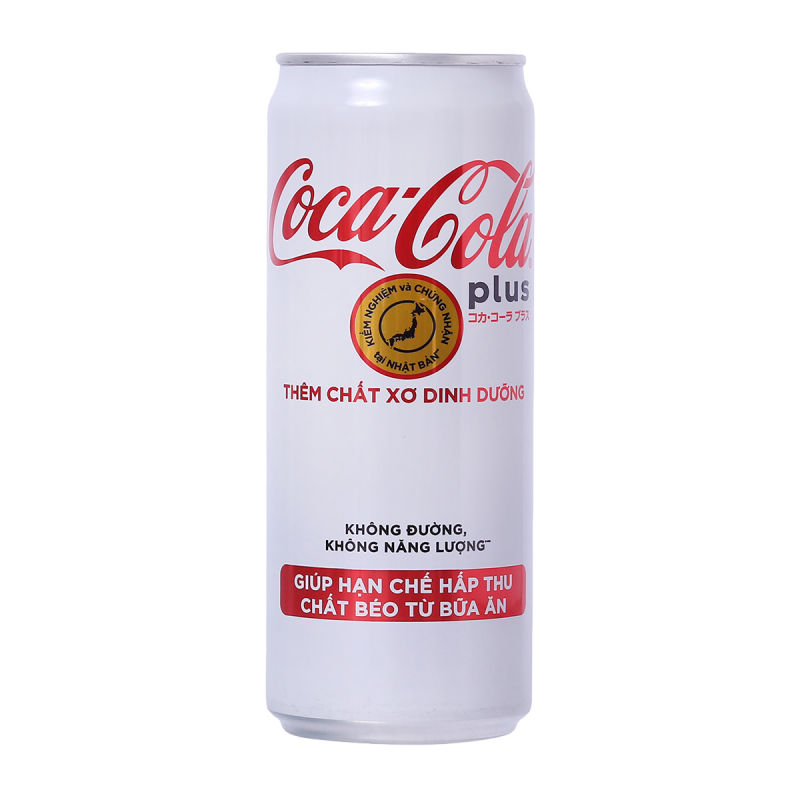 Coca-Cola
plus
コカ・コーラ プラス
KIỂM NGHIỆM và CHỨNG NHẬN
tại NHẬT BẢN**
THÊM CHẤT XƠ DINH DƯỠNG
KHÔNG ĐƯỜNG,
KHÔNG NĂNG LƯỢNG***
GIÚP HẠN CHẾ HẤP THU
CHẤT BÉO TỪ BỮA ĂN